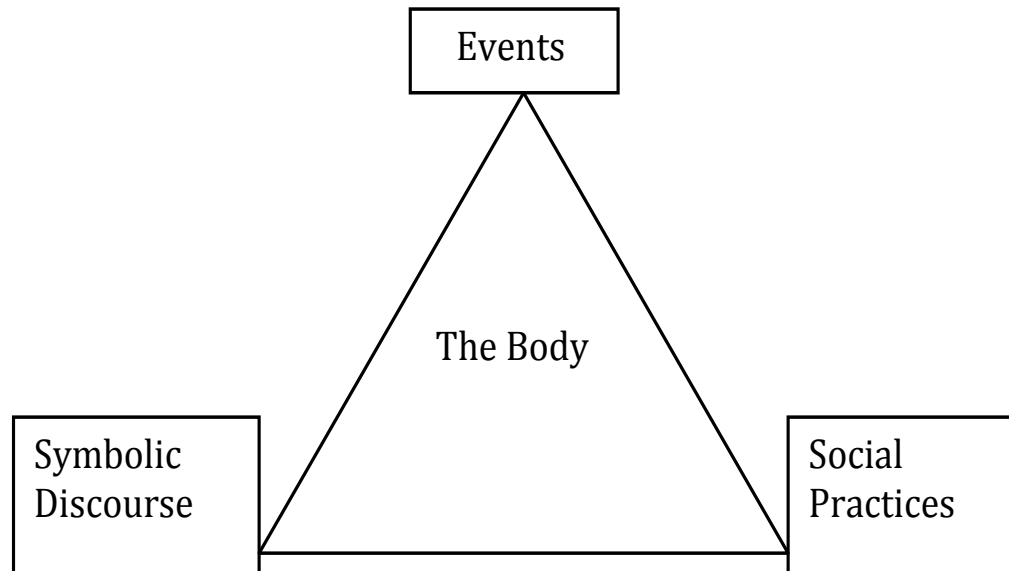 Events
The Body
Symbolic
Discourse
Social
Practices